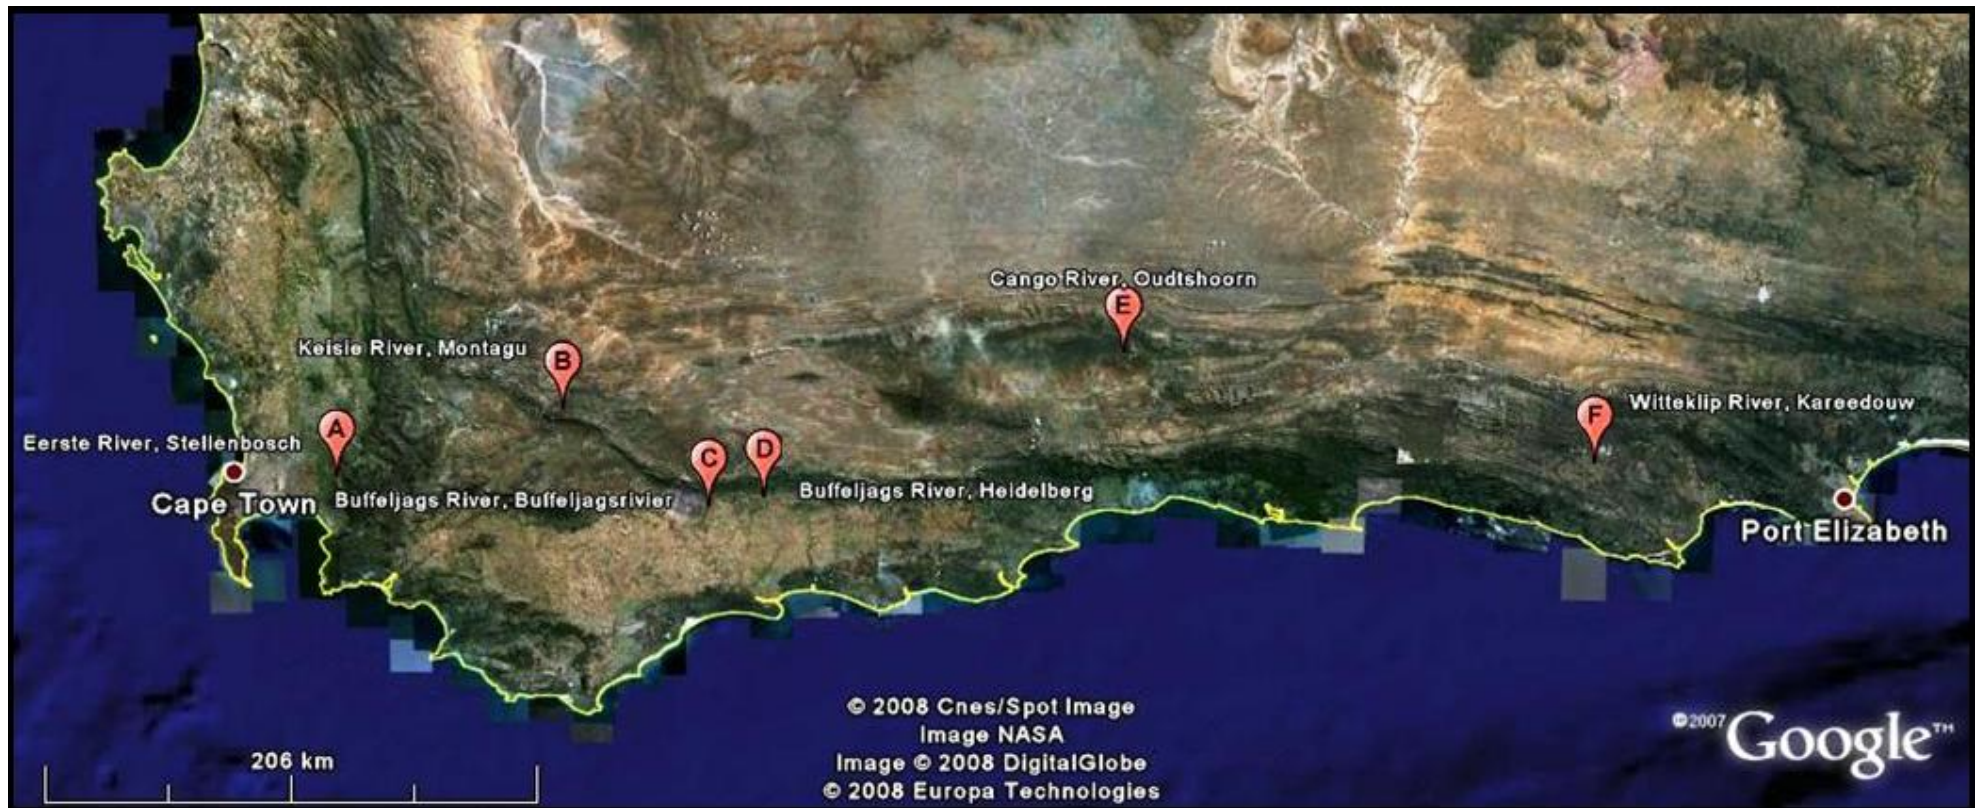 Cango River, Oudtshoorn
E
Keisie River, Montagu
B
Witteklip River, Kareedouw
F
A
Eerste River, Stellenbosch
C
D
Cape Town
Buffeljags River, Buffeljagsrivier
Buffeljags River, Heidelberg
Port Elizabeth
© 2008 Cnes/Spot Image
Image NASA
Image © 2008 DigitalGlobe
© 2008 Europa Technologies
©2007 Google™
206 km